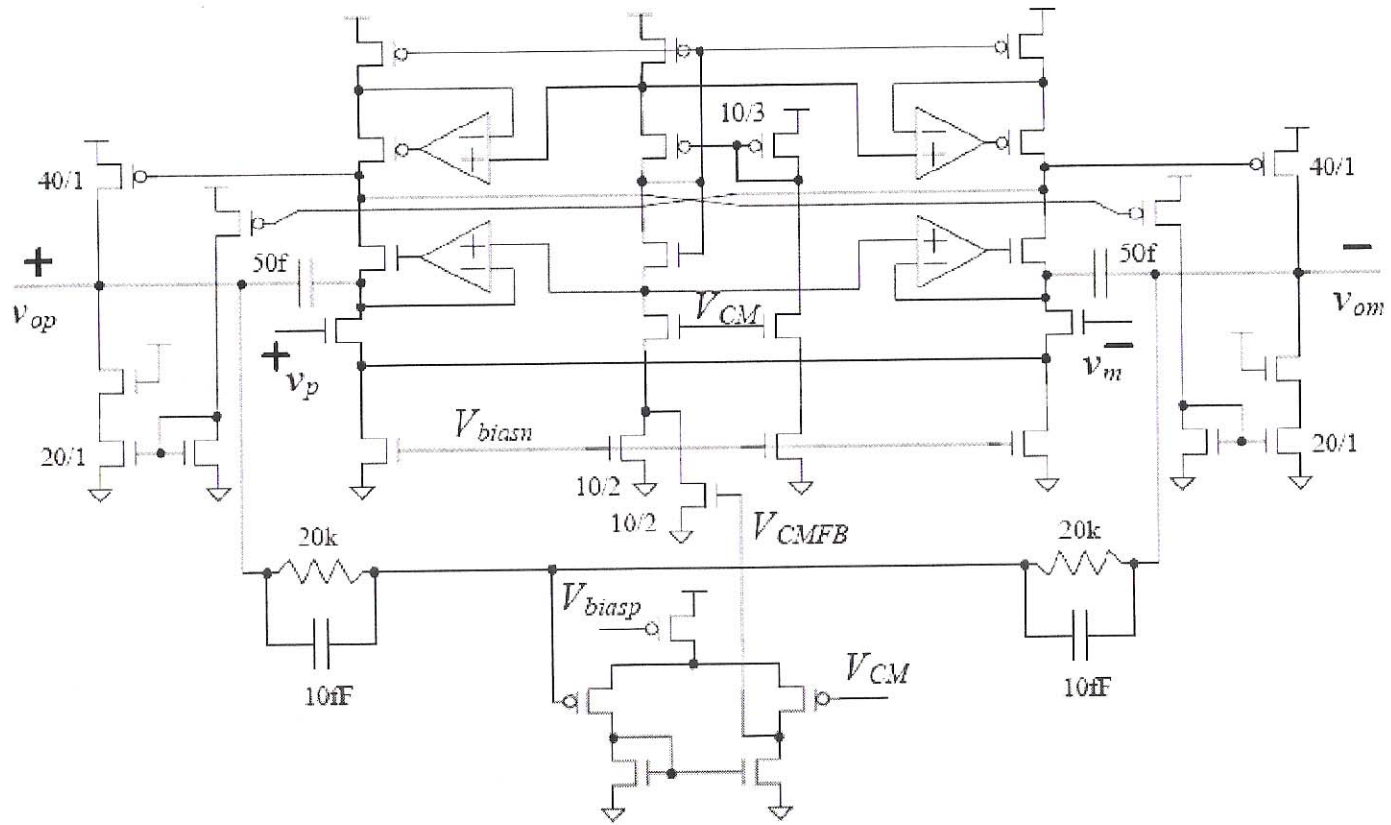 10/3
40/1
40/1
+
50f
50f
−
v_op
V_CM
v_om
+
v_p
−
v_m
V_biasn
20/1
20/1
10/2
10/2
V_CMFB
20k
20k
V_biasp
V_CM
10fF
10fF